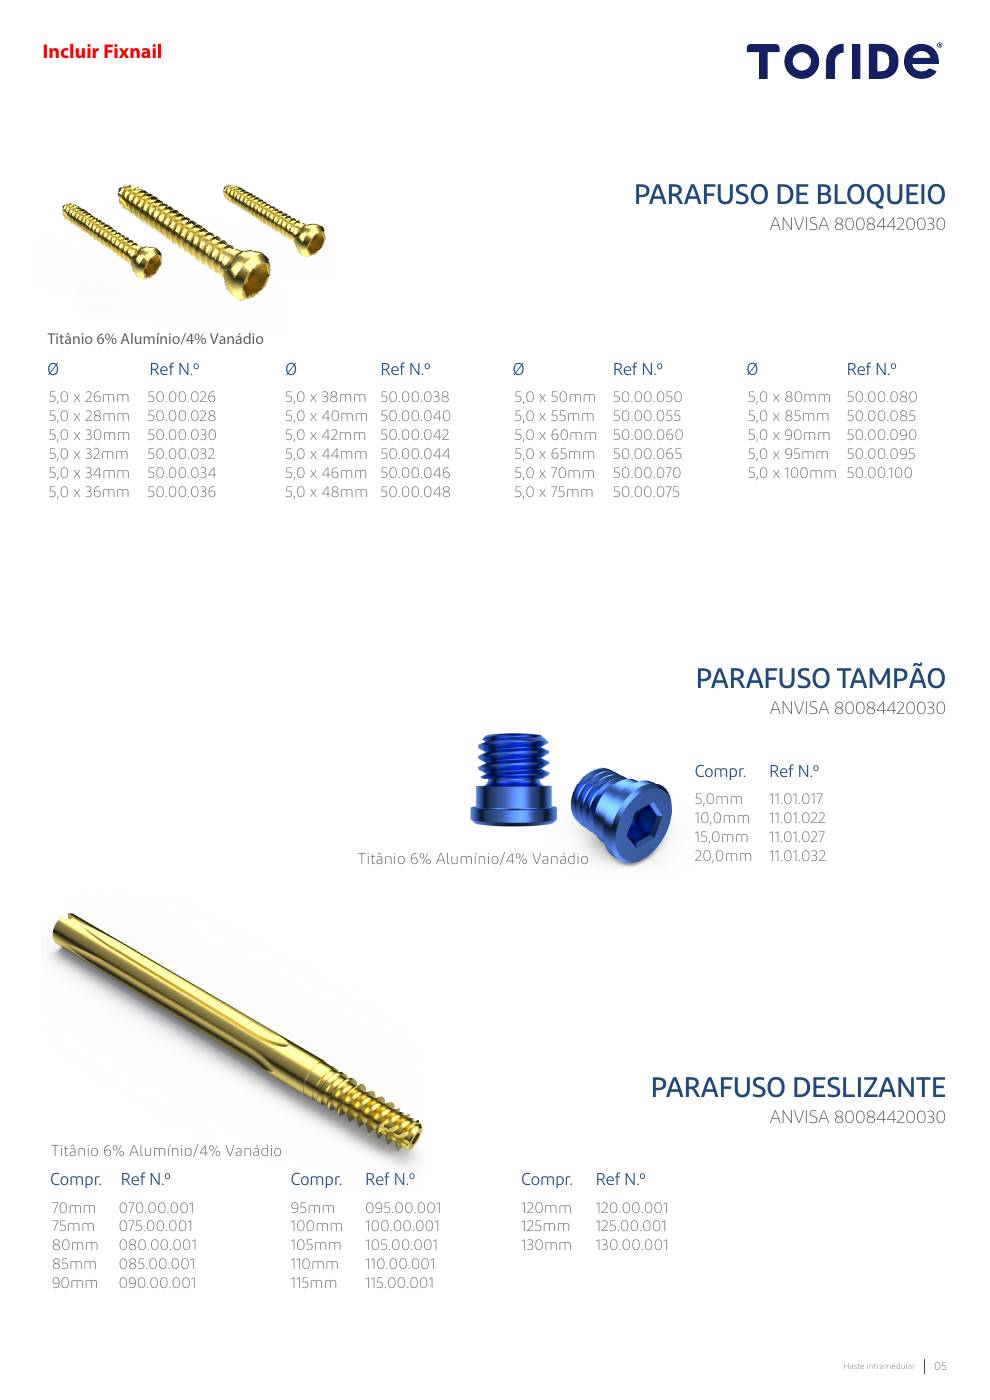 Incluir Fixnail
TORIDE®
PARAFUSO DE BLOQUEIO
ANVISA 80084420030
Titânio 6% Alumínio/4% Vanádio
Ø Ref N.º Ø Ref N.º Ø Ref N.º Ø Ref N.º
5,0 x 26mm 50.00.026 5,0 x 38mm 50.00.038 5,0 x 50mm 50.00.050 5,0 x 80mm 50.00.080
5,0 x 28mm 50.00.028 5,0 x 40mm 50.00.040 5,0 x 55mm 50.00.055 5,0 x 85mm 50.00.085
5,0 x 30mm 50.00.030 5,0 x 42mm 50.00.042 5,0 x 60mm 50.00.060 5,0 x 90mm 50.00.090
5,0 x 32mm 50.00.032 5,0 x 44mm 50.00.044 5,0 x 65mm 50.00.065 5,0 x 95mm 50.00.095
5,0 x 34mm 50.00.034 5,0 x 46mm 50.00.046 5,0 x 70mm 50.00.070 5,0 x 100mm 50.00.100
5,0 x 36mm 50.00.036 5,0 x 48mm 50.00.048 5,0 x 75mm 50.00.075
PARAFUSO TAMPÃO
ANVISA 80084420030
Compr. Ref N.º
5,0mm 11.01.017
10,0mm 11.01.022
15,0mm 11.01.027
20,0mm 11.01.032
Titânio 6% Alumínio/4% Vanádio
PARAFUSO DESLIZANTE
ANVISA 80084420030
Titânio 6% Alumínio/4% Vanádio
Compr. Ref N.º Compr. Ref N.º Compr. Ref N.º
70mm 070.00.001 95mm 095.00.001 120mm 120.00.001
75mm 075.00.001 100mm 100.00.001 125mm 125.00.001
80mm 080.00.001 105mm 105.00.001 130mm 130.00.001
85mm 085.00.001 110mm 110.00.001
90mm 090.00.001 115mm 115.00.001
Haste intramedular 05